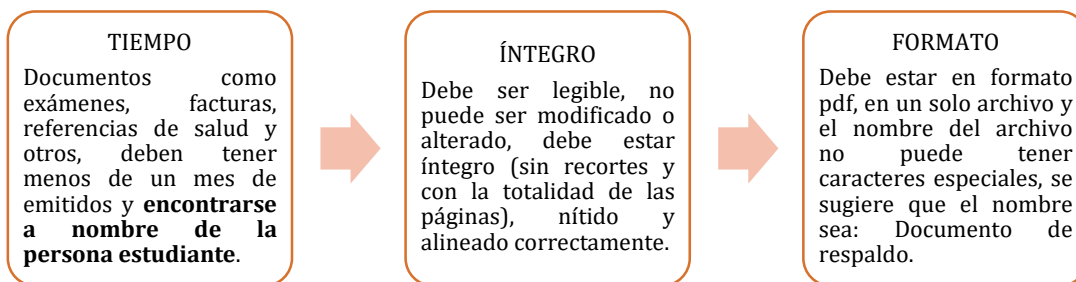 TIEMPO
Documentos como
exámenes, facturas,
referencias de salud y
otros, deben tener
menos de un mes de
emitidos y encontrarse
a nombre de la
persona estudiante.
ÍNTEGRO
Debe ser legible, no
puede ser modificado o
alterado, debe estar
íntegro (sin recortes y
con la totalidad de las
páginas), nítido y
alineado correctamente.
FORMATO
Debe estar en formato
pdf, en un solo archivo y
el nombre del archivo
no puede tener
caracteres especiales, se
sugiere que el nombre
sea: Documento de
respaldo.